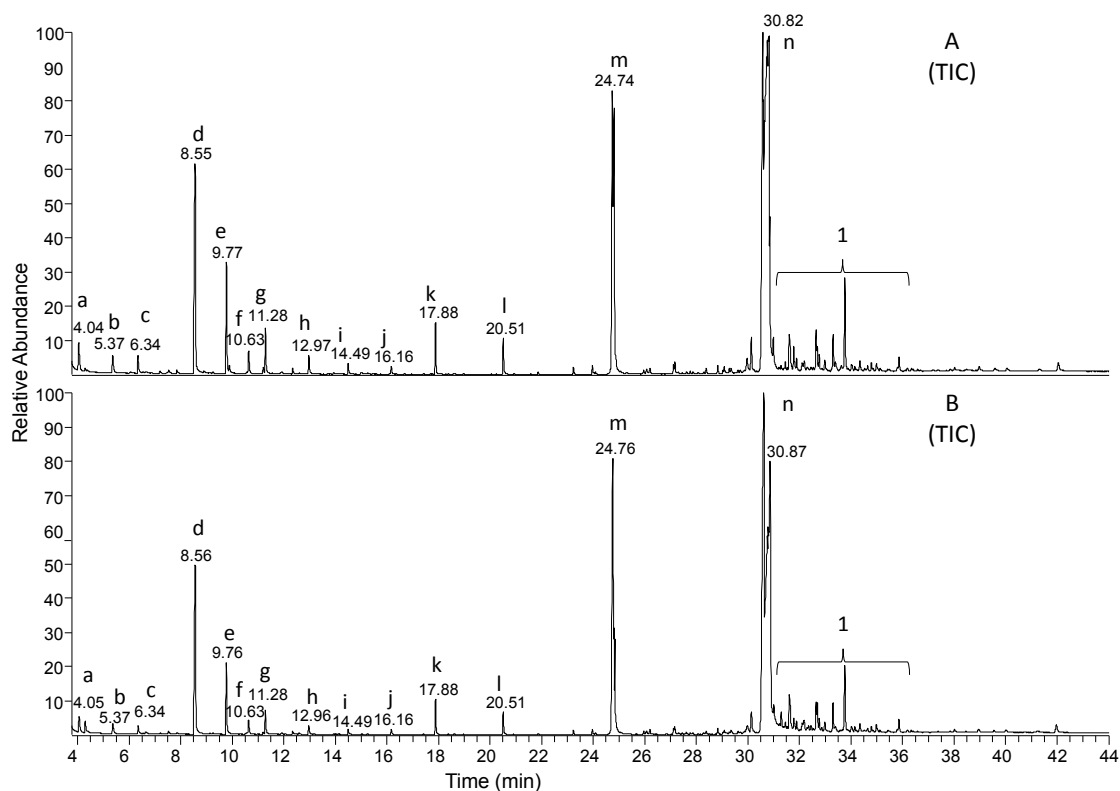 30.82
100
A
(TIC)
n
m
24.74
90
80
70
d
8.55
60
50
40
e
9.77
30
1
a
4.04
b
5.37
c
6.34
f
10.63
g
11.28
h
12.97
i
14.49
j
16.16
k
17.88
l
20.51
20
10
Relative Abundance
100
B
(TIC)
n
30.87
m
24.76
90
80
70
60
d
8.56
50
40
30
e
9.76
20
1
a
4.05
b
5.37
c
6.34
f
10.63
g
11.28
h
12.96
i
14.49
j
16.16
k
17.88
l
20.51
10
4 6 8 10 12 14 16 18 20 22 24 26 28 30 32 34 36 38 40 42 44
Time (min)